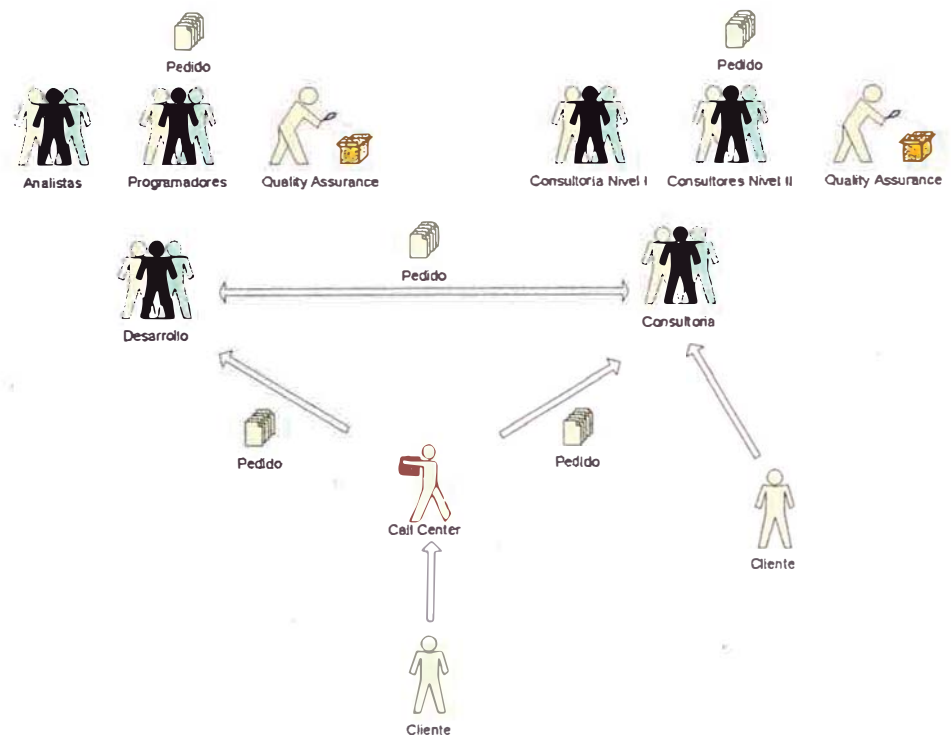 Pedido
Pedido
Analistas
Programadores
Quality Assurance
Consultoria Nivel I
Consultores Nivel II
Quality Assurance
Pedido
Desarrollo
Consultoria
Pedido
Pedido
Call Center
Cliente
Cliente